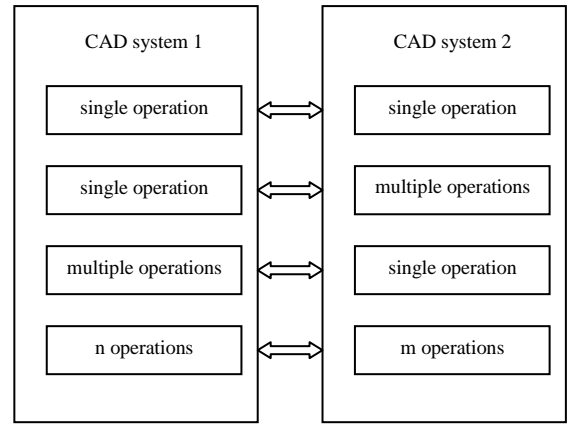 CAD system 1
CAD system 2
single operation
single operation
single operation
multiple operations
multiple operations
single operation
n operations
m operations